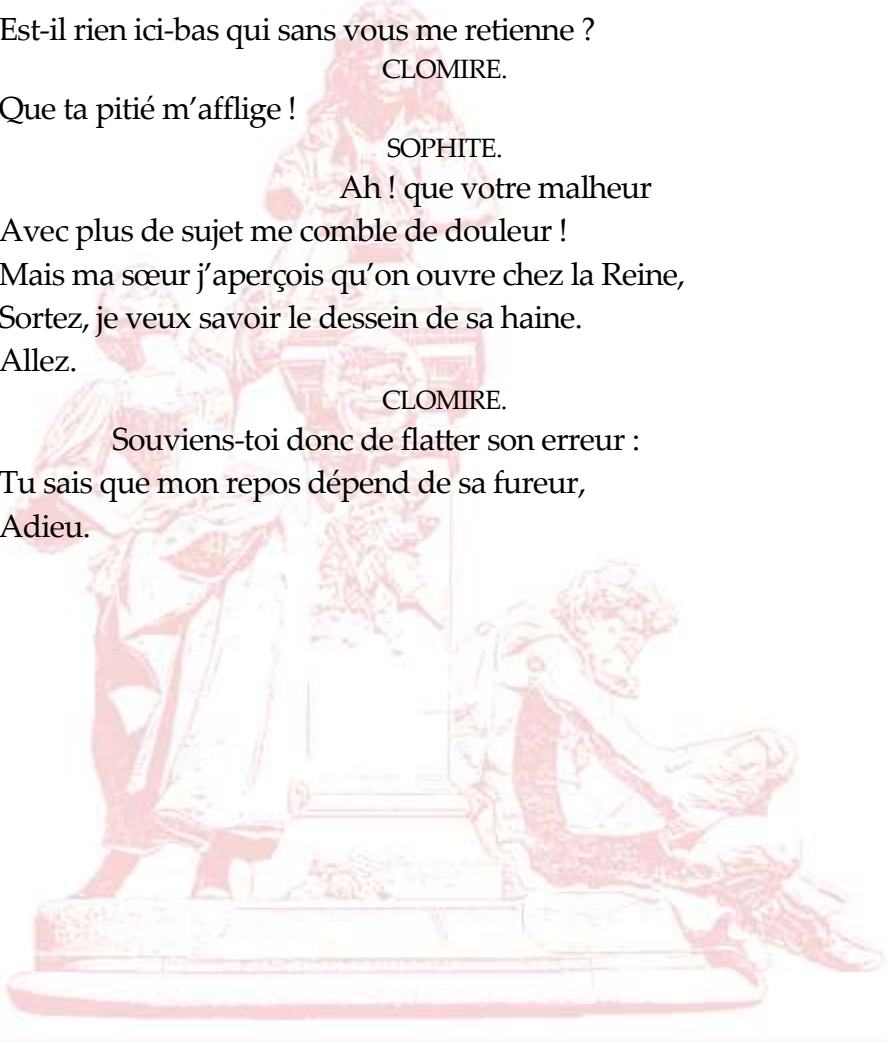 Est-il rien ici-bas qui sans vous me retienne ?
CLOMIRE.
Que ta pitié m’afflige !
SOPHITE.
Ah ! que votre malheur
Avec plus de sujet me comble de douleur !
Mais ma sœur j’aperçois qu’on ouvre chez la Reine,
Sortez, je veux savoir le dessein de sa haine.
Allez.
CLOMIRE.
Souviens-toi donc de flatter son erreur :
Tu sais que mon repos dépend de sa fureur,
Adieu.